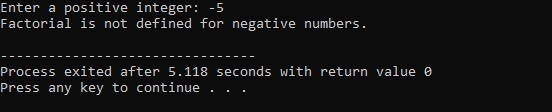 Enter a positive integer: -5
Factorial is not defined for negative numbers.
--------------------------------
Process exited after 5.118 seconds with return value 0
Press any key to continue . . .